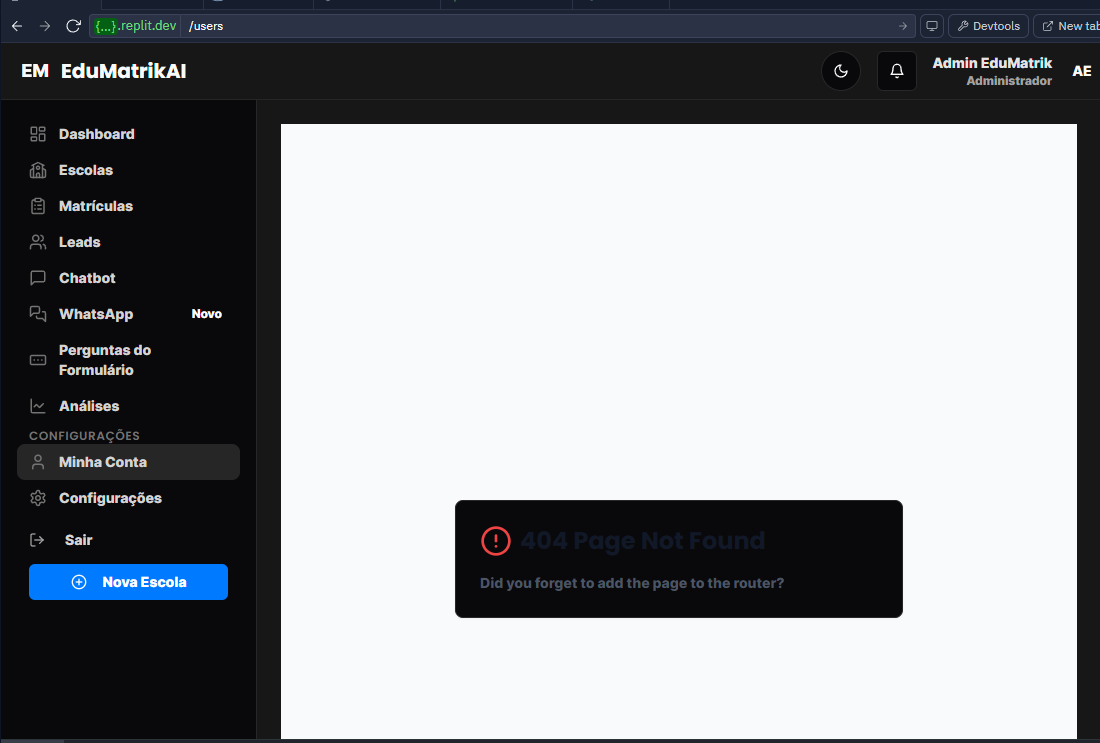 {...}.replit.dev /users
Devtools
New tab
EM EduMatrikAI
Admin EduMatrik
Administrador
AE
Dashboard
Escolas
Matrículas
Leads
Chatbot
WhatsApp Novo
Perguntas do
Formulário
Análises
CONFIGURAÇÕES
Minha Conta
Configurações
Sair
Nova Escola
404 Page Not Found
Did you forget to add the page to the router?